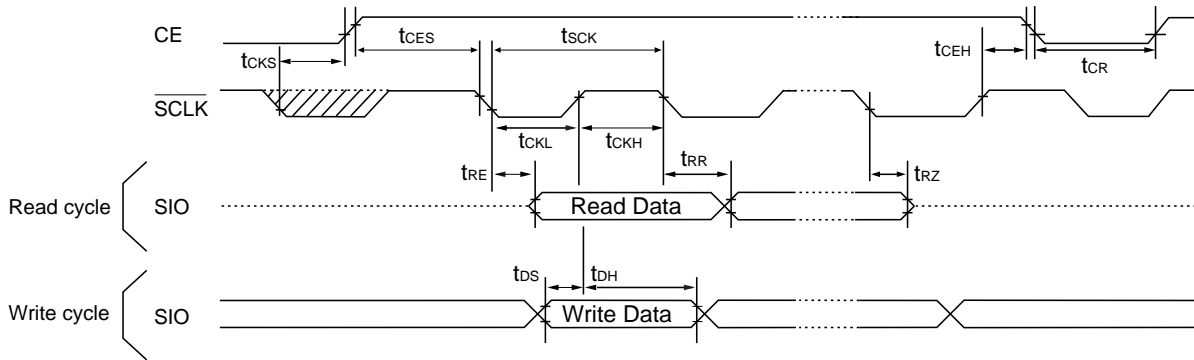 CE
tCES
tSCK
tCKS
tCEH
tCR
SCLK
tCKL
tCKH
tRE
tRR
tRZ
Read cycle
SIO
Read Data
tDS
tDH
Write cycle
SIO
Write Data